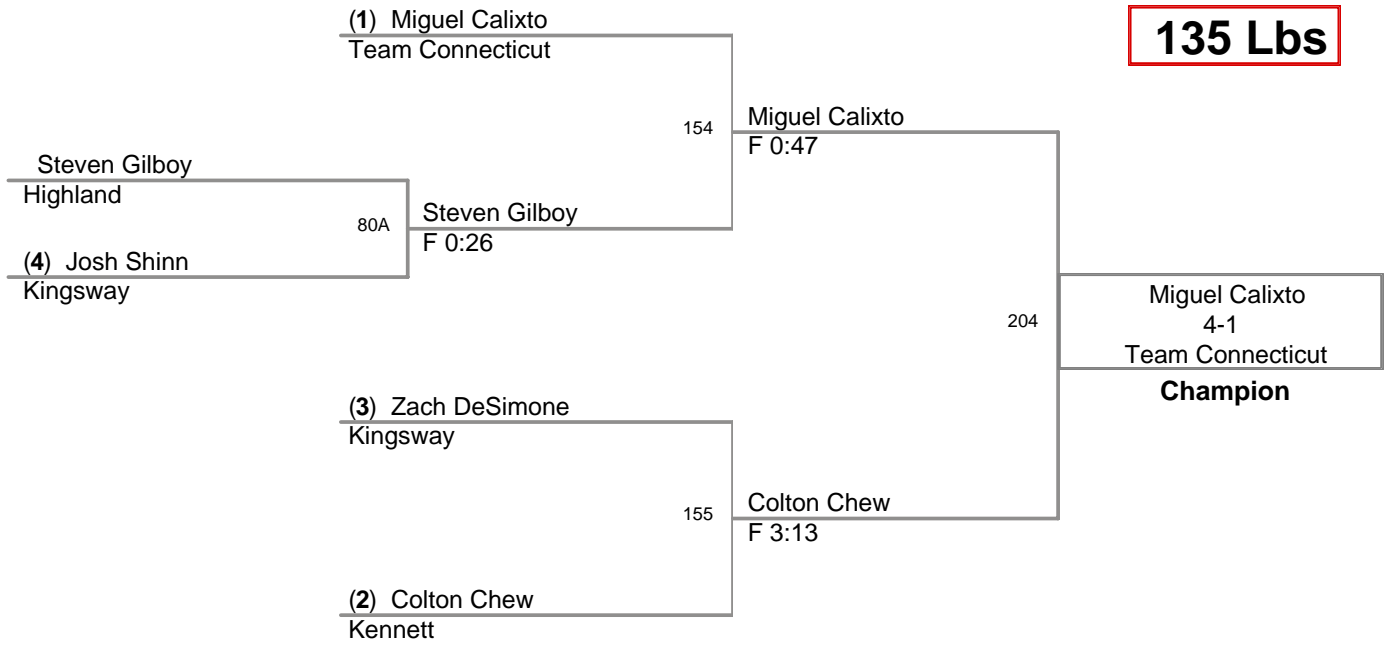 135 Lbs
(1) Miguel Calixto
Team Connecticut
154
Miguel Calixto
F 0:47
Steven Gilboy
Highland
80A
Steven Gilboy
F 0:26
(4) Josh Shinn
Kingsway
204
Miguel Calixto
4-1
Team Connecticut
Champion
(3) Zach DeSimone
Kingsway
155
Colton Chew
F 3:13
(2) Colton Chew
Kennett